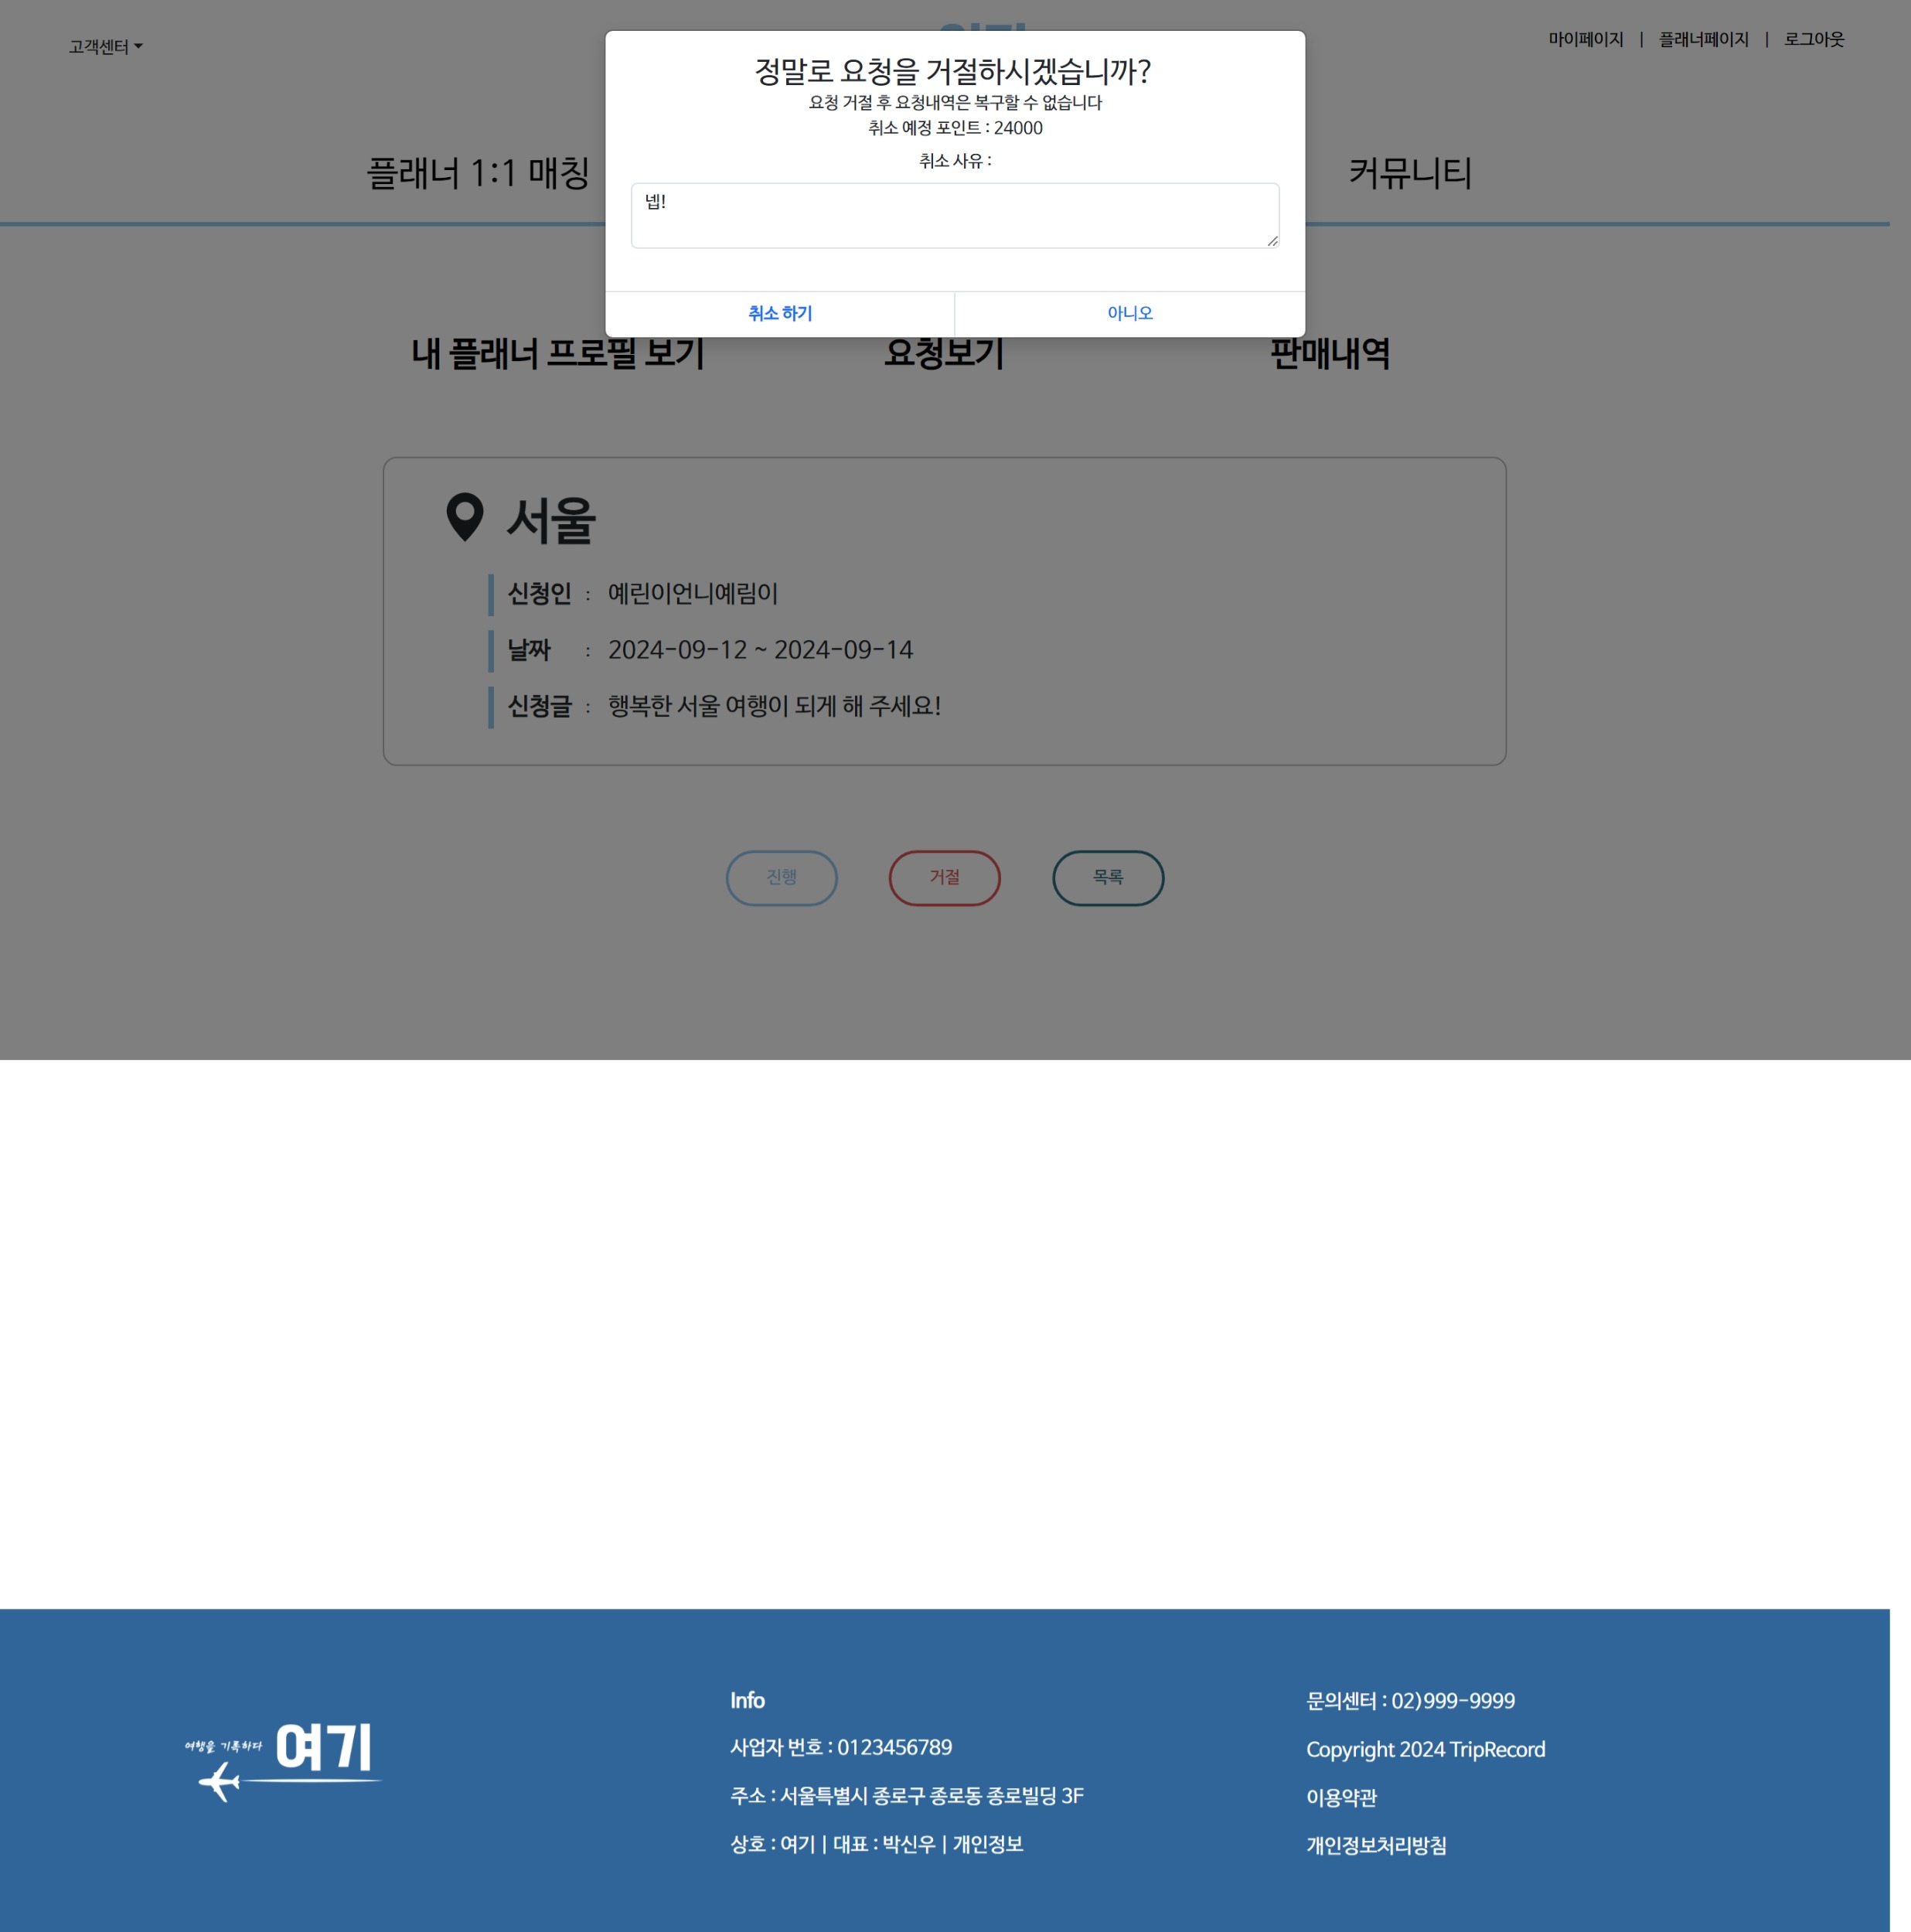 고객센터
마이페이지 | 플래너페이지 | 로그아웃
정말로 요청을 거절하시겠습니까?
요청 거절 후 요청내역은 복구할 수 없습니다
취소 예정 포인트 : 24000
취소 사유 :
넵!
취소 하기
아니오
플래너 1:1 매칭
커뮤니티
내 플래너 프로필 보기
요청보기
판매내역
서울
신청인 : 예린이언니예림이
날짜 : 2024-09-12 ~ 2024-09-14
신청글 : 행복한 서울 여행이 되게 해 주세요!
진행
거절
목록
여행을 기록하다
여기
Info
사업자 번호 : 0123456789
주소 : 서울특별시 종로구 종로동 종로빌딩 3F
상호 : 여기 | 대표 : 박신우 | 개인정보
문의센터 : 02)999-9999
Copyright 2024 TripRecord
이용약관
개인정보처리방침